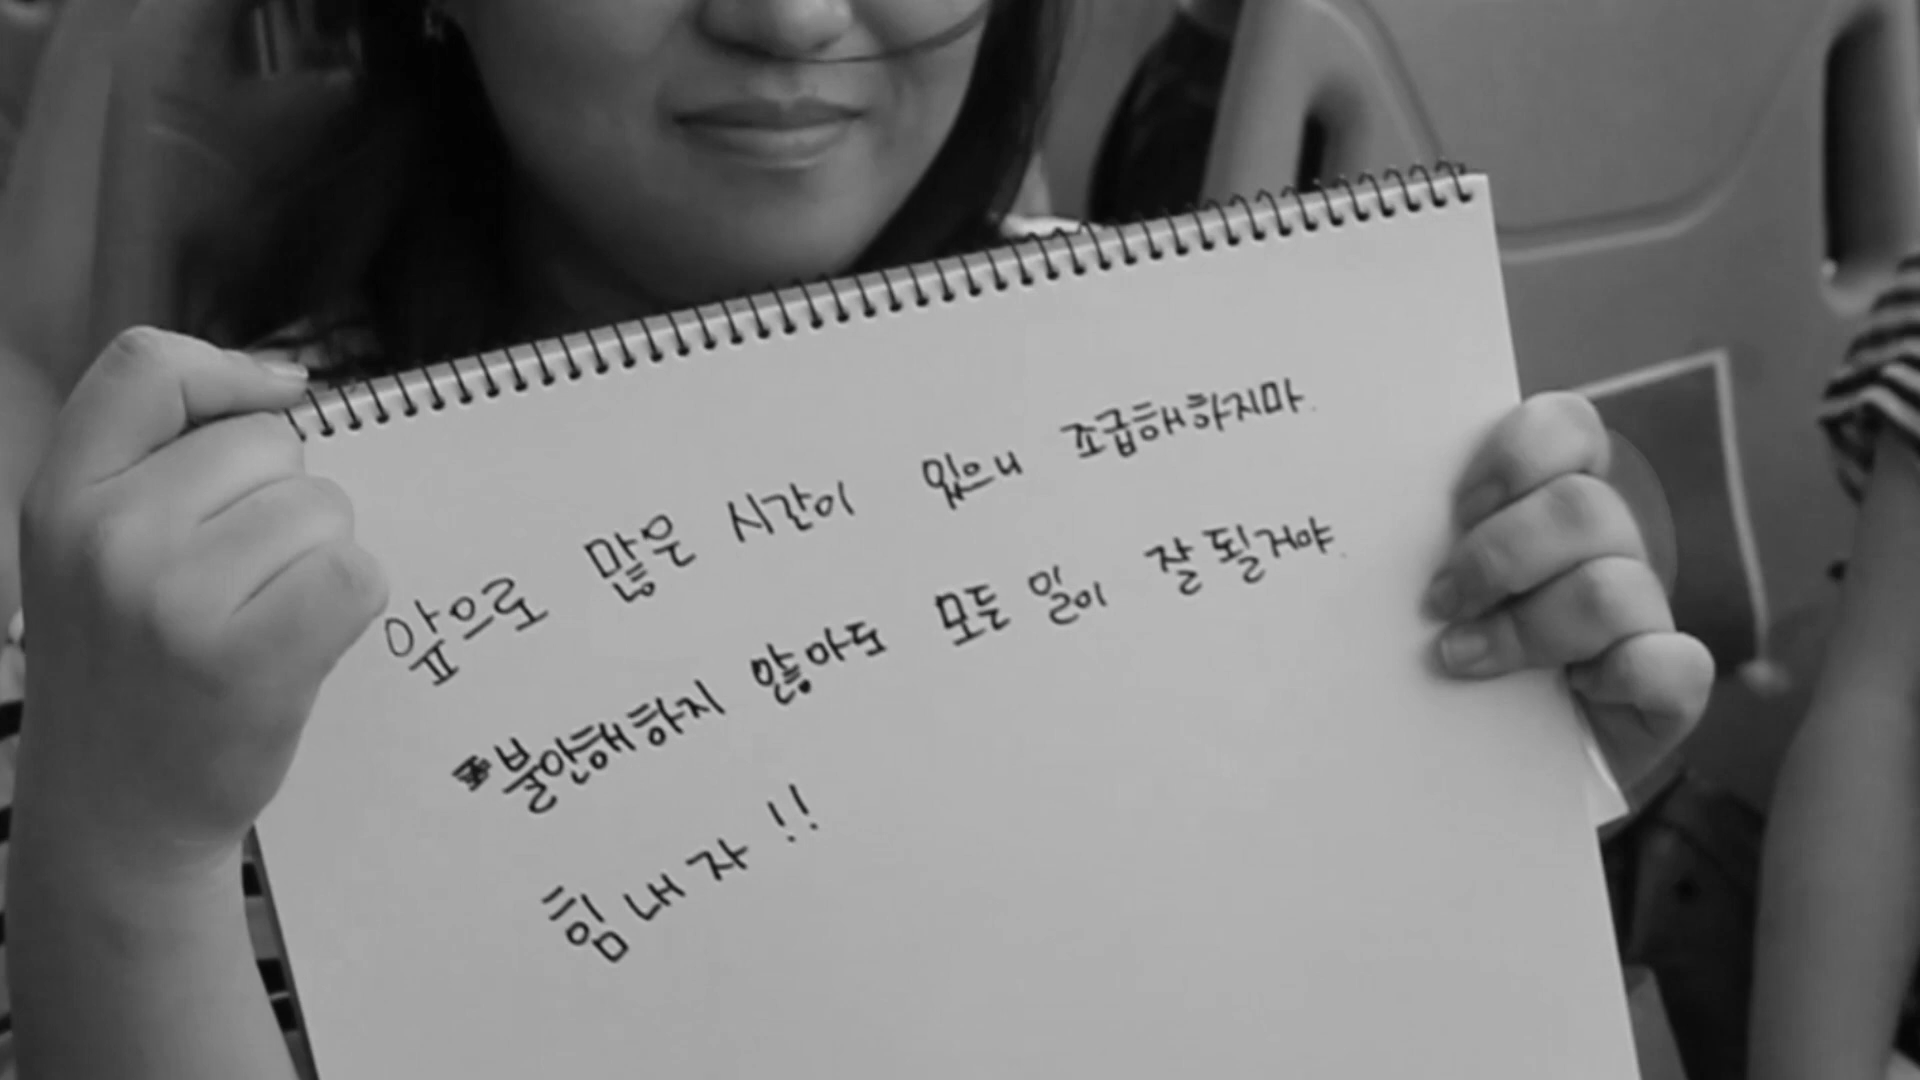 앞으로 많은 시간이 있으니 조급해하지마.
불안해하지 않아도 모든 일이 잘 될거야.
힘내자!!